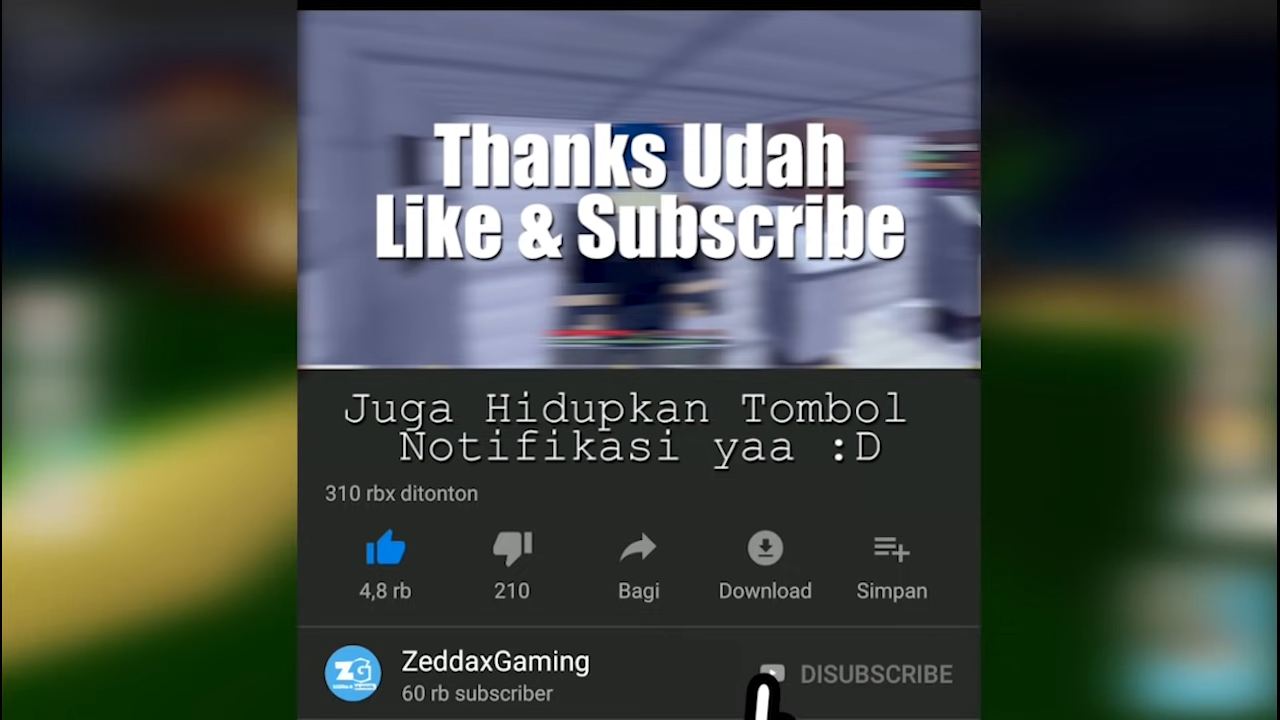 Thanks Udah
Like & Subscribe
Juga Hidupkan Tombol
Notifikasi yaa :D
310 rbx ditonton
4,8 rb
210
Bagi
Download
Simpan
ZG
ZeddaxGaming
60 rb subscriber
DISUBSCRIBE